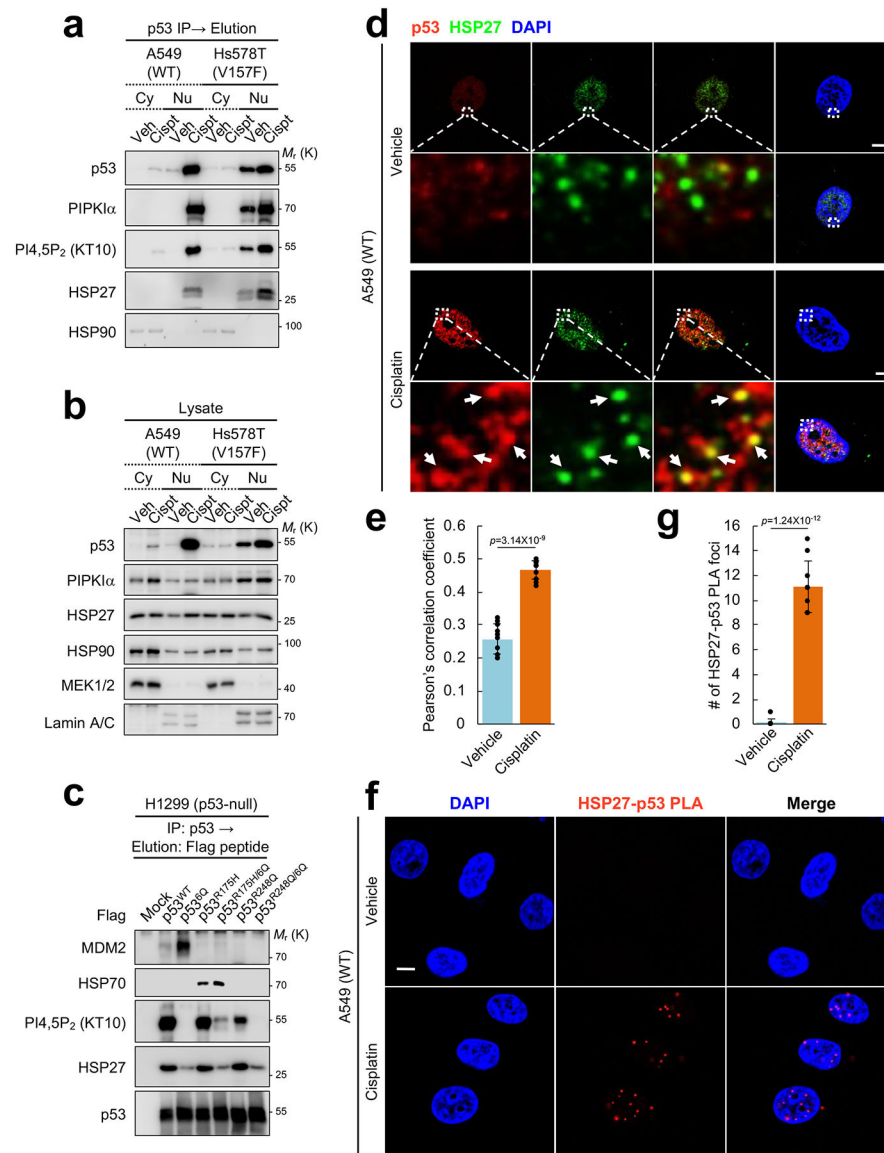 a
p53 IP→ Elution
A549 Hs578T
(WT) (V157F)
Cy Nu Cy Nu
Veh Cispt Veh Cispt Veh Cispt Veh Cispt
Mr (K)
p53 55
PIPKIα 70
PI4,5P2 (KT10) 55
HSP27 25
HSP90 100
b
Lysate
A549 Hs578T
(WT) (V157F)
Cy Nu Cy Nu
Veh Cispt Veh Cispt Veh Cispt Veh Cispt
Mr (K)
p53 55
PIPKIα 70
HSP27 25
HSP90 100
MEK1/2 40
Lamin A/C 70
c
H1299 (p53-null)
IP: p53 →
Elution: Flag peptide
Flag Mock p53WT p536Q p53R175H p53R175H/6Q p53R248Q p53R248Q/6Q
Mr (K)
MDM2 70
HSP70 70
PI4,5P2 (KT10) 55
HSP27 25
p53 55
d
p53 HSP27 DAPI
A549 (WT)
Vehicle
Cisplatin
e
Pearson's correlation coefficient
0.6
0.5
0.4
0.3
0.2
0.1
0
p=3.14X10-9
Vehicle
Cisplatin
g
# of HSP27-p53 PLA foci
16
14
12
10
8
6
4
2
0
p=1.24X10-12
Vehicle
Cisplatin
f
DAPI HSP27-p53 PLA Merge
A549 (WT)
Vehicle
Cisplatin